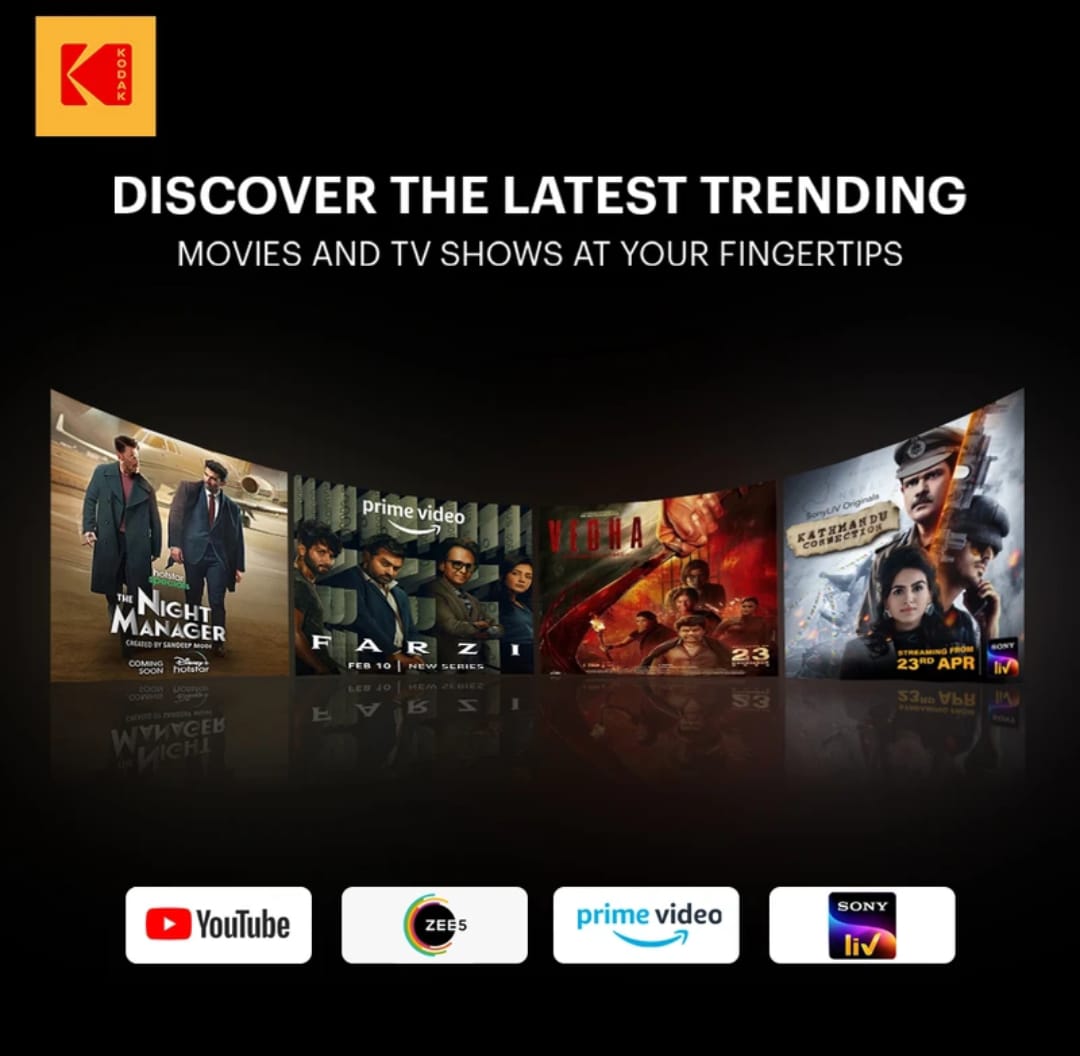 KODAK
DISCOVER THE LATEST TRENDING
MOVIES AND TV SHOWS AT YOUR FINGERTIPS
hotstar
specials
THE NIGHT
MANAGER
CREATED BY SANDEEP MODI
COMING
SOON
Disney+
hotstar
prime video
FARZI
FEB 10 | NEW SERIES
VEDHA
23
SonyLIV Originals
KATHMANDU
CONNECTION
STREAMING FROM
23RD APR
SONY
liv
YouTube
ZEE5
prime video
SONY
liv